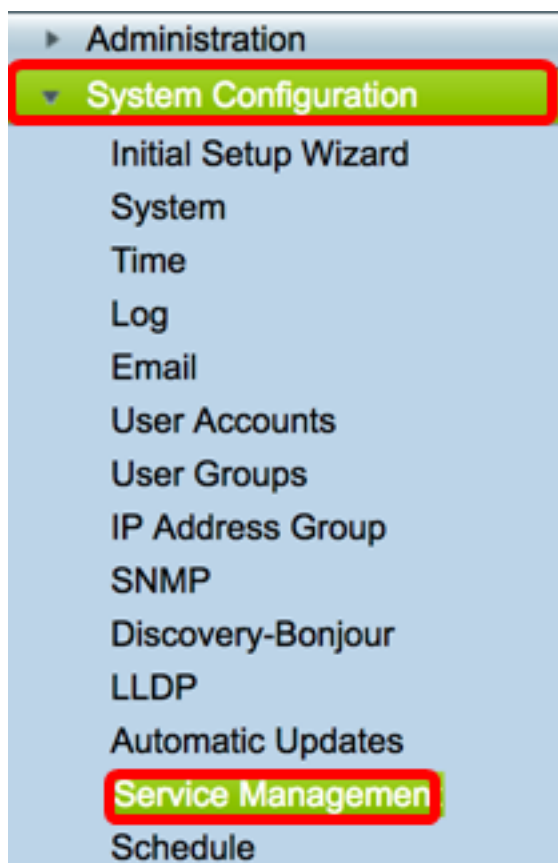 Administration
System Configuration
Initial Setup Wizard
System
Time
Log
Email
User Accounts
User Groups
IP Address Group
SNMP
Discovery-Bonjour
LLDP
Automatic Updates
Service Management
Schedule